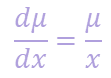 dμ/dx = μ/x